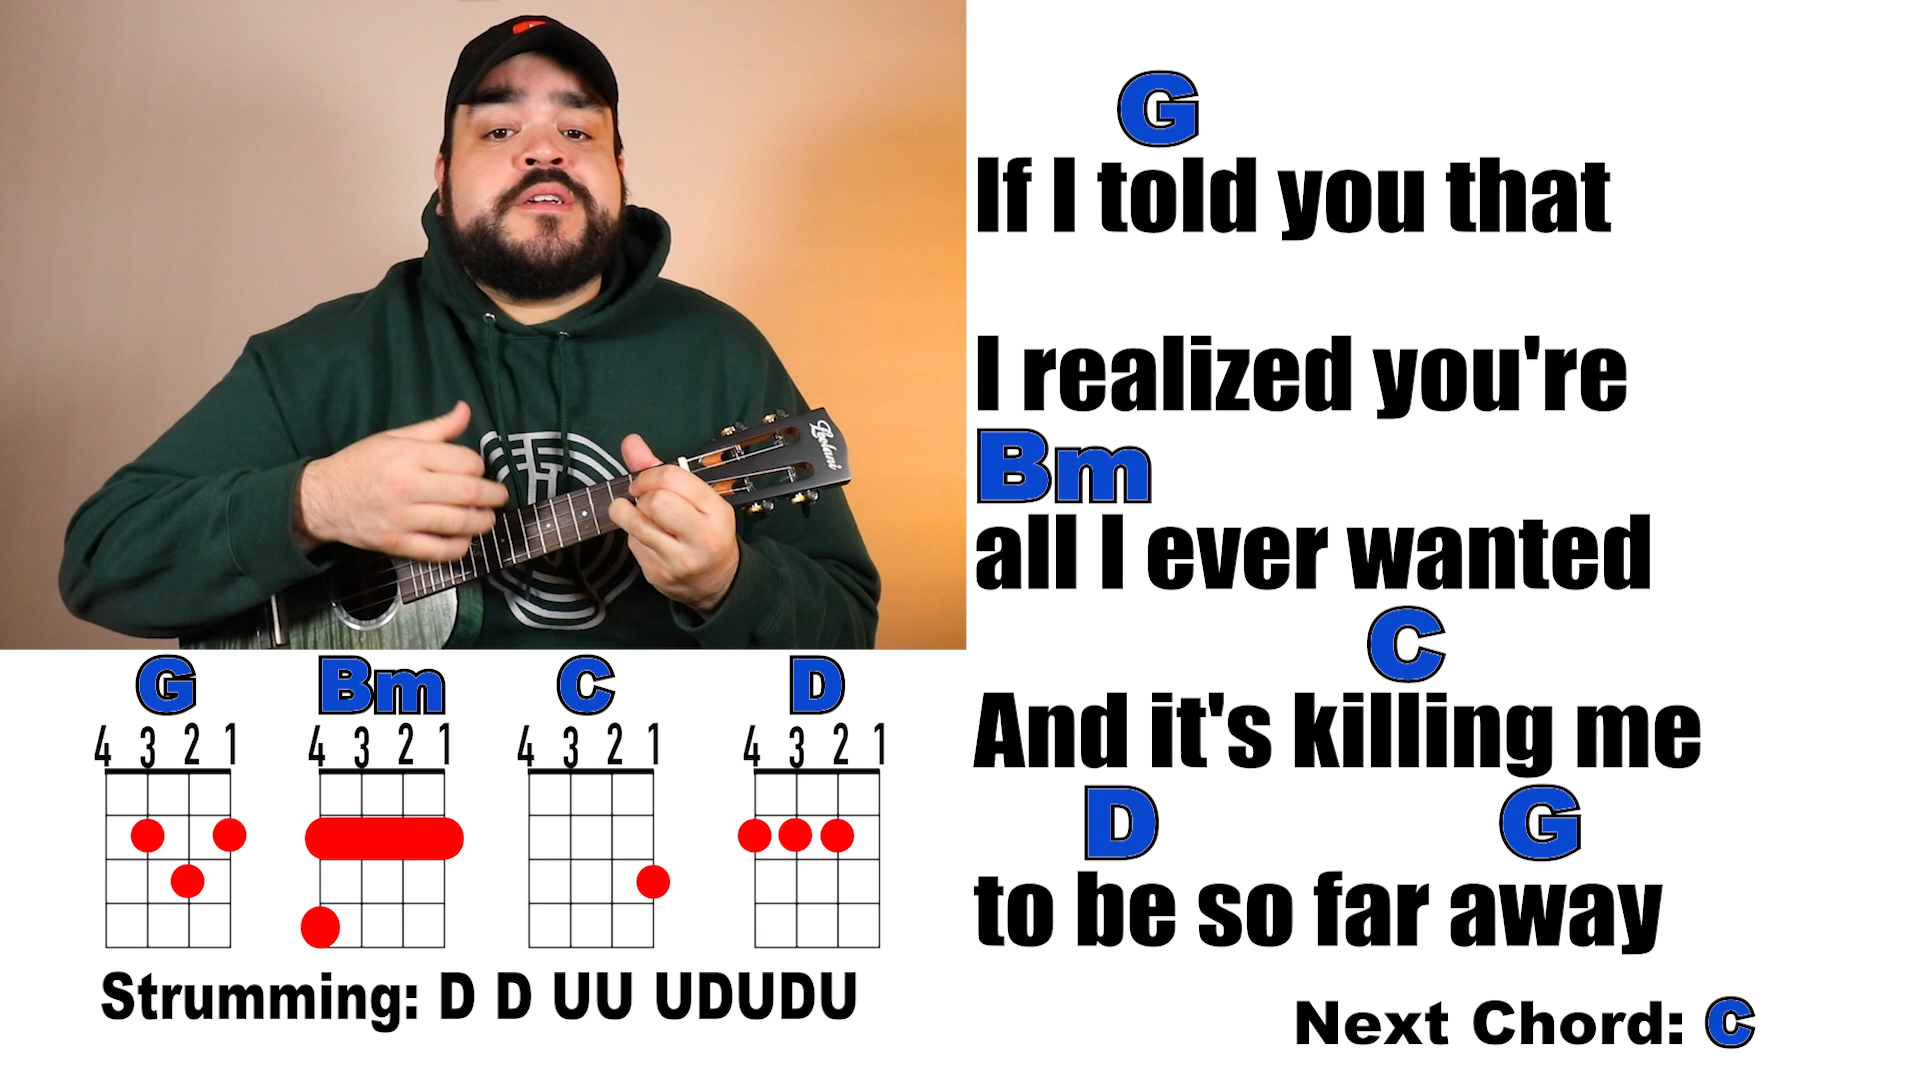 G
If I told you that
I realized you're
Bm
all I ever wanted
C
And it's killing me
D G
to be so far away
Next Chord: C
Loolani
G Bm C D
4 3 2 1 4 3 2 1 4 3 2 1 4 3 2 1
Strumming: D D UU UDUDU